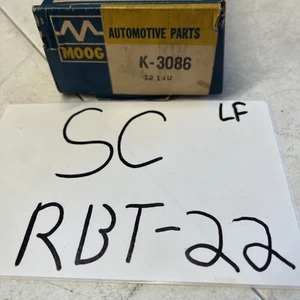 MOOG
AUTOMOTIVE PARTS
K-3086
LF
SC
RBT-22